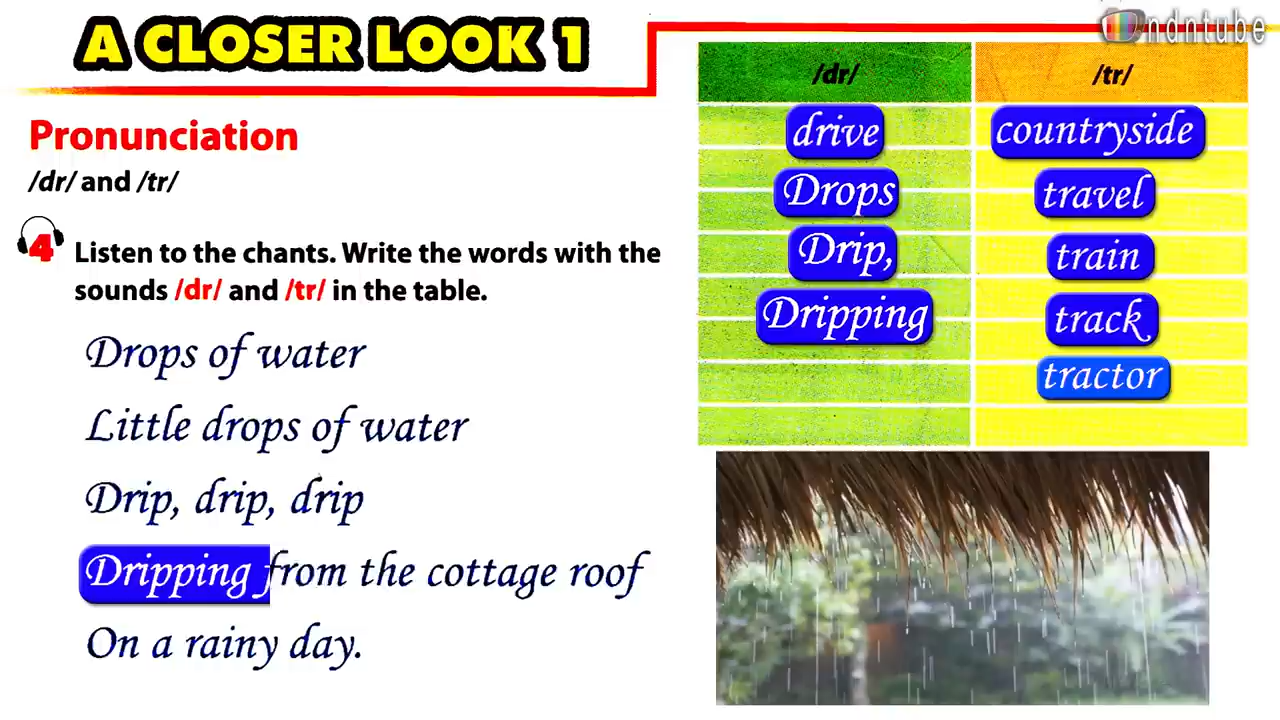 A CLOSER LOOK 1
Pronunciation
/dr/ and /tr/
4 Listen to the chants. Write the words with the
sounds /dr/ and /tr/ in the table.
Drops of water
Little drops of water
Drip, drip, drip
Dripping from the cottage roof
On a rainy day.
ndntube
/dr/ /tr/
drive countryside
Drops travel
Drip, train
Dripping track
tractor